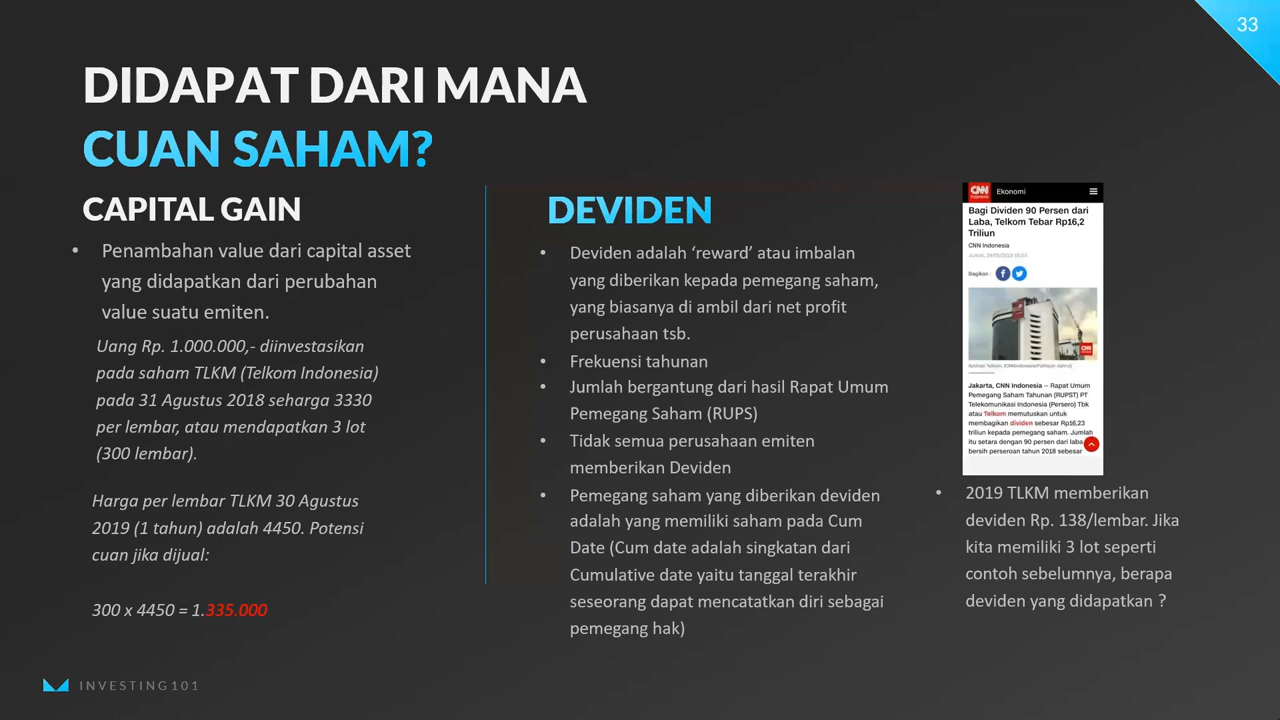 33
DIDAPAT DARI MANA
CUAN SAHAM?
CAPITAL GAIN
• Penambahan value dari capital asset
yang didapatkan dari perubahan
value suatu emiten.
Uang Rp. 1.000.000,- diinvestasikan
pada saham TLKM (Telkom Indonesia)
pada 31 Agustus 2018 seharga 3330
per lembar, atau mendapatkan 3 lot
(300 lembar).
Harga per lembar TLKM 30 Agustus
2019 (1 tahun) adalah 4450. Potensi
cuan jika dijual:
300 x 4450 = 1.335.000
DEVIDEN
• Deviden adalah ‘reward’ atau imbalan
yang diberikan kepada pemegang saham,
yang biasanya di ambil dari net profit
perusahaan tsb.
• Frekuensi tahunan
• Jumlah bergantung dari hasil Rapat Umum
Pemegang Saham (RUPS)
• Tidak semua perusahaan emiten
memberikan Deviden
• Pemegang saham yang diberikan deviden
adalah yang memiliki saham pada Cum
Date (Cum date adalah singkatan dari
Cumulative date yaitu tanggal terakhir
seseorang dapat mencatatkan diri sebagai
pemegang hak)
CNN Ekonomi
Bagi Dividen 90 Persen dari
Laba, Telkom Tebar Rp16,2
Triliun
CNN Indonesia
Bagikan :
CNN
Jakarta, CNN Indonesia -- Rapat Umum
Pemegang Saham Tahunan (RUPST) PT
Telekomunikasi Indonesia (Persero) Tbk
atau Telkom memutuskan untuk
membagikan dividen sebesar Rp16,23
triliun kepada pemegang saham. Jumlah
itu setara dengan 90 persen dari laba
bersih perseroan tahun 2018 sebesar
• 2019 TLKM memberikan
deviden Rp. 138/lembar. Jika
kita memiliki 3 lot seperti
contoh sebelumnya, berapa
deviden yang didapatkan ?
INVESTING101